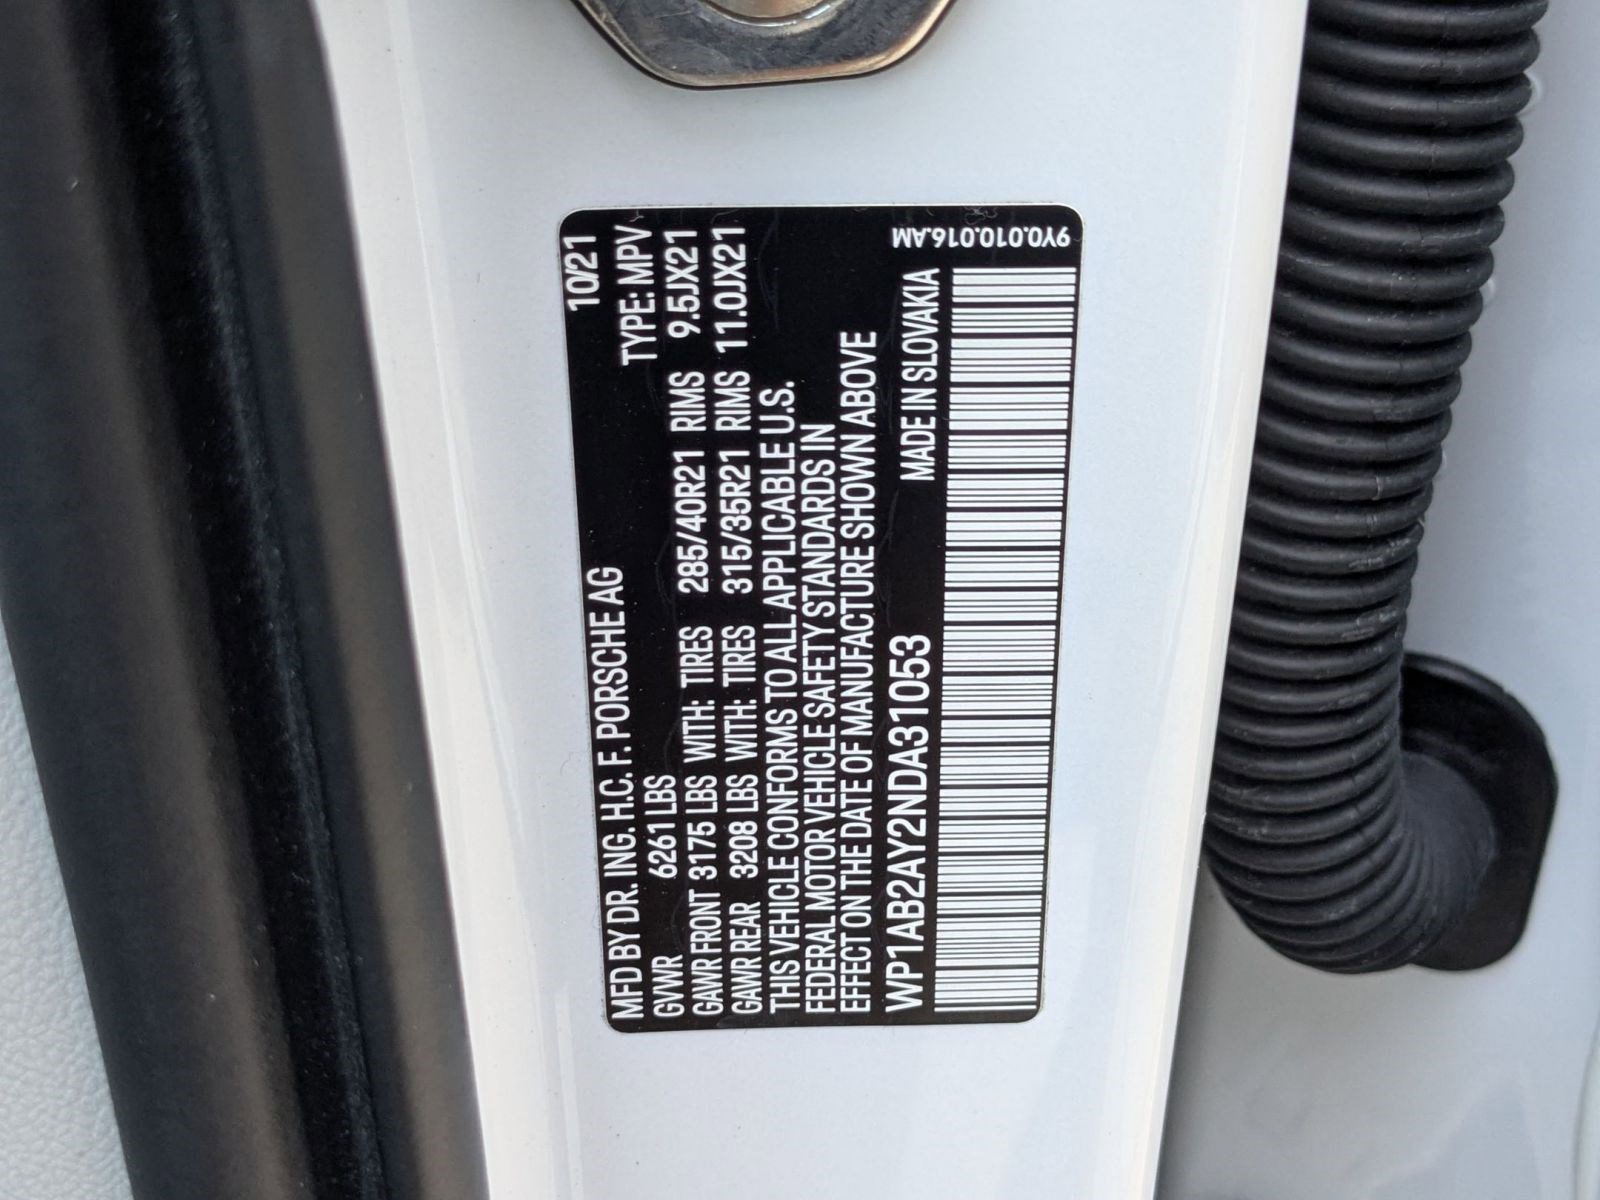 MFD BY DR. ING. H.C. F. PORSCHE AG 10/21
GVWR 6261 LBS TYPE: MPV
GAWR FRONT 3175 LBS WITH: TIRES 285/40R21 RIMS 9.5JX21
GAWR REAR 3208 LBS WITH: TIRES 315/35R21 RIMS 11.0JX21
THIS VEHICLE CONFORMS TO ALL APPLICABLE U.S.
FEDERAL MOTOR VEHICLE SAFETY STANDARDS IN
EFFECT ON THE DATE OF MANUFACTURE SHOWN ABOVE
WP1AB2AY2NDA31053 MADE IN SLOVAKIA
9Y0.010.016.AM